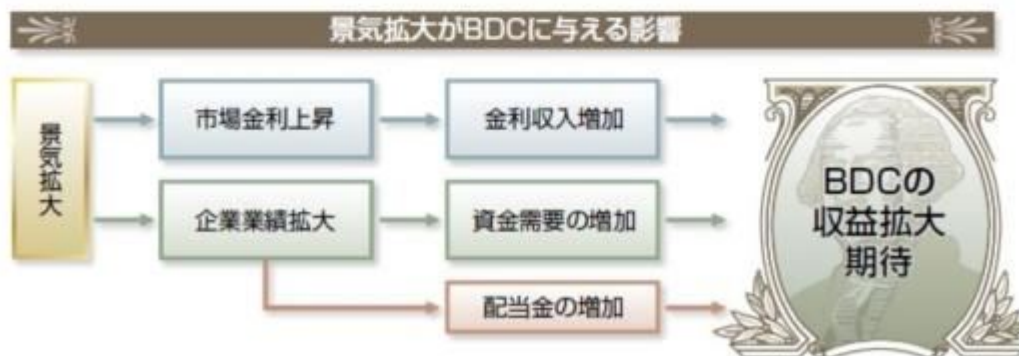 景気拡大がBDCに与える影響
景気拡大
市場金利上昇
金利収入増加
企業業績拡大
資金需要の増加
配当金の増加
BDCの
収益拡大
期待